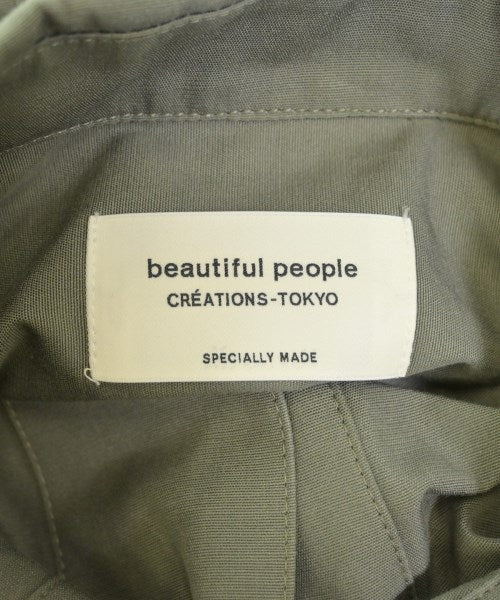 beautiful people
CRÉATIONS-TOKYO
SPECIALLY MADE